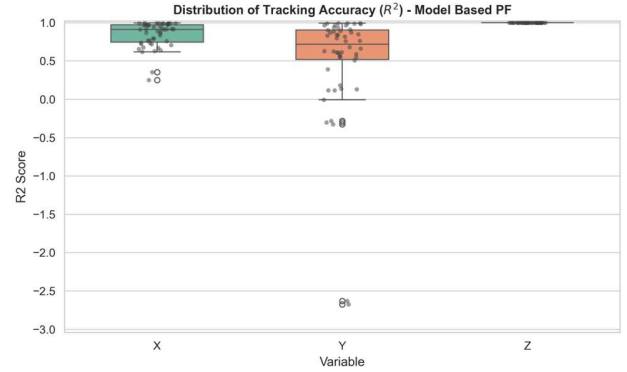 Distribution of Tracking Accuracy (R²) - Model Based PF
1.0
0.5
0.0
−0.5
−1.0
−1.5
−2.0
−2.5
−3.0
R2 Score
X Y Z
Variable